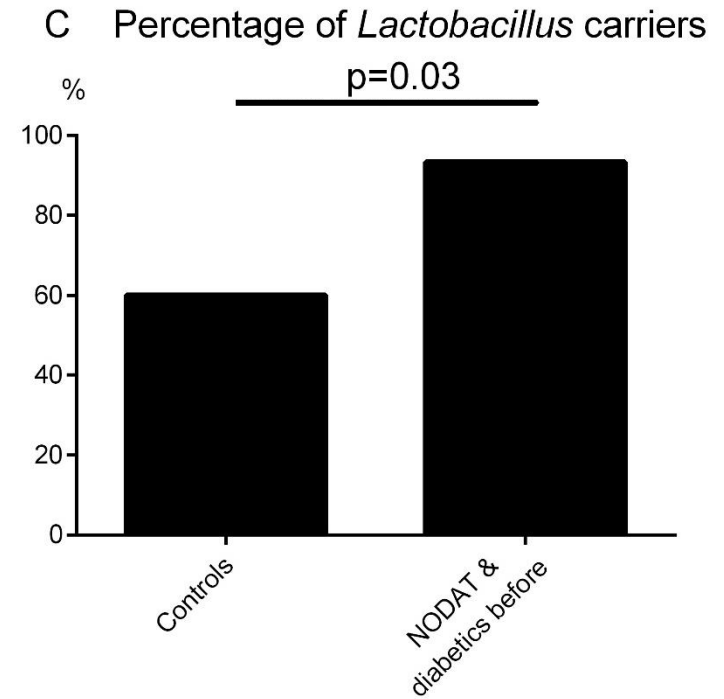 C Percentage of Lactobacillus carriers
p=0.03
%
100
80
60
40
20
0
Controls
NODAT &
diabetics before